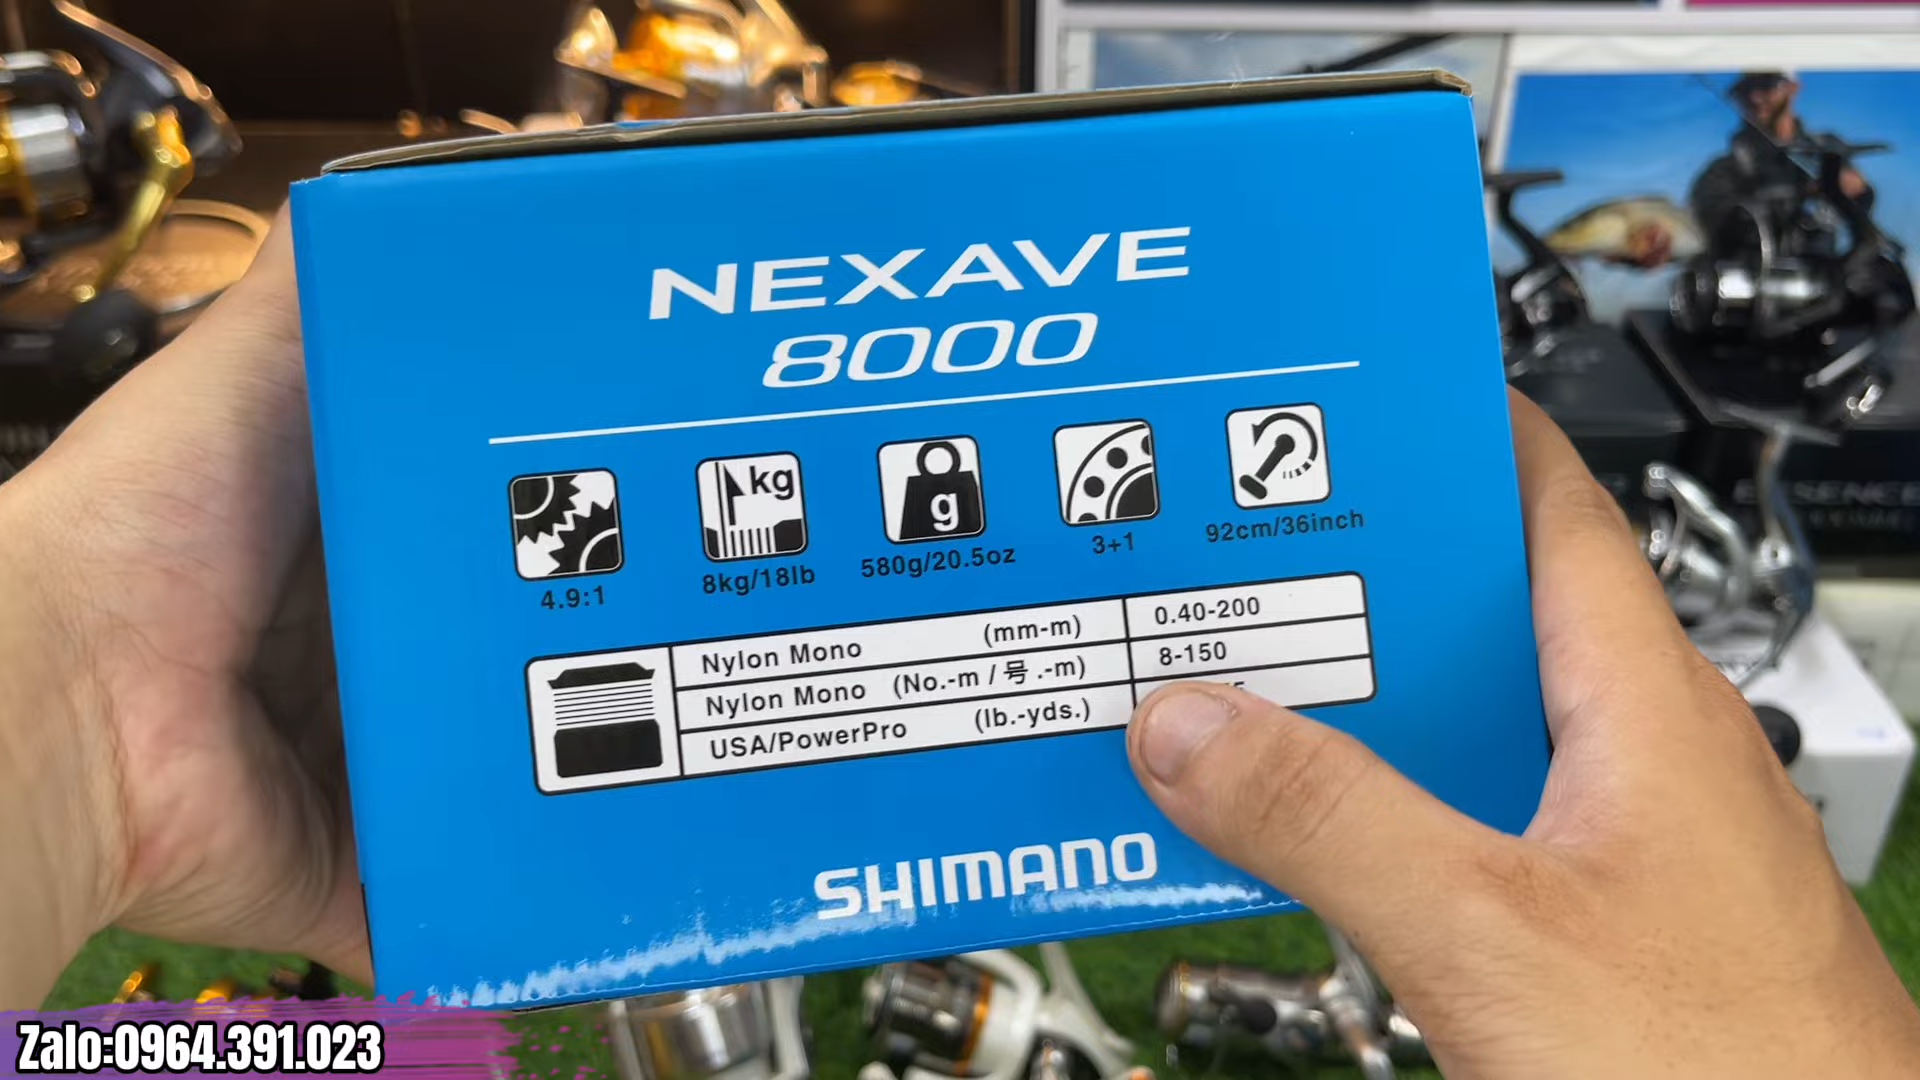 NEXAVE
8000
kg
g
4.9:1
8kg/18lb
580g/20.5oz
3+1
92cm/36inch
Nylon Mono (mm-m) 0.40-200
Nylon Mono (No.-m / 号.-m) 8-150
USA/PowerPro (lb.-yds.)
SHIMANO
Zalo:0964.391.023